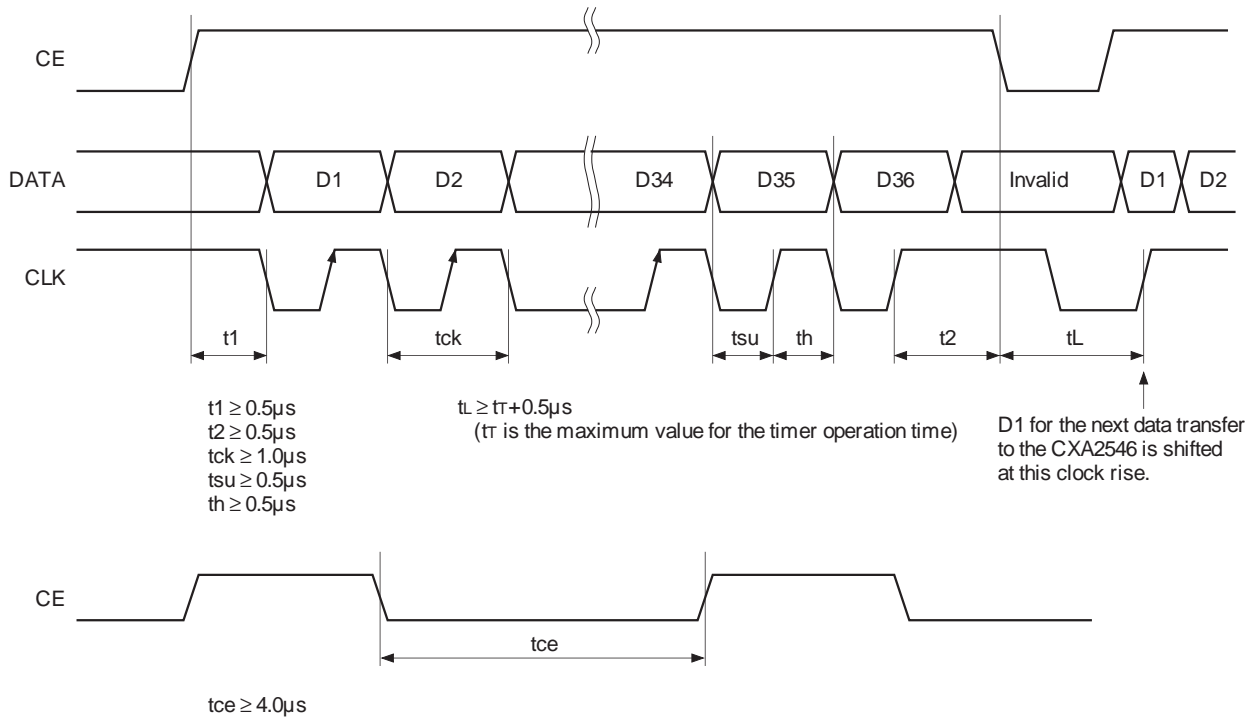 CE
DATA
D1
D2
D34
D35
D36
Invalid
D1
D2
CLK
t1
tck
tsu
th
t2
tL
t1 ≥ 0.5µs
t2 ≥ 0.5µs
tck ≥ 1.0µs
tsu ≥ 0.5µs
th ≥ 0.5µs
tL ≥ tT+0.5µs
(tT is the maximum value for the timer operation time)
D1 for the next data transfer
to the CXA2546 is shifted
at this clock rise.
CE
tce
tce ≥ 4.0µs